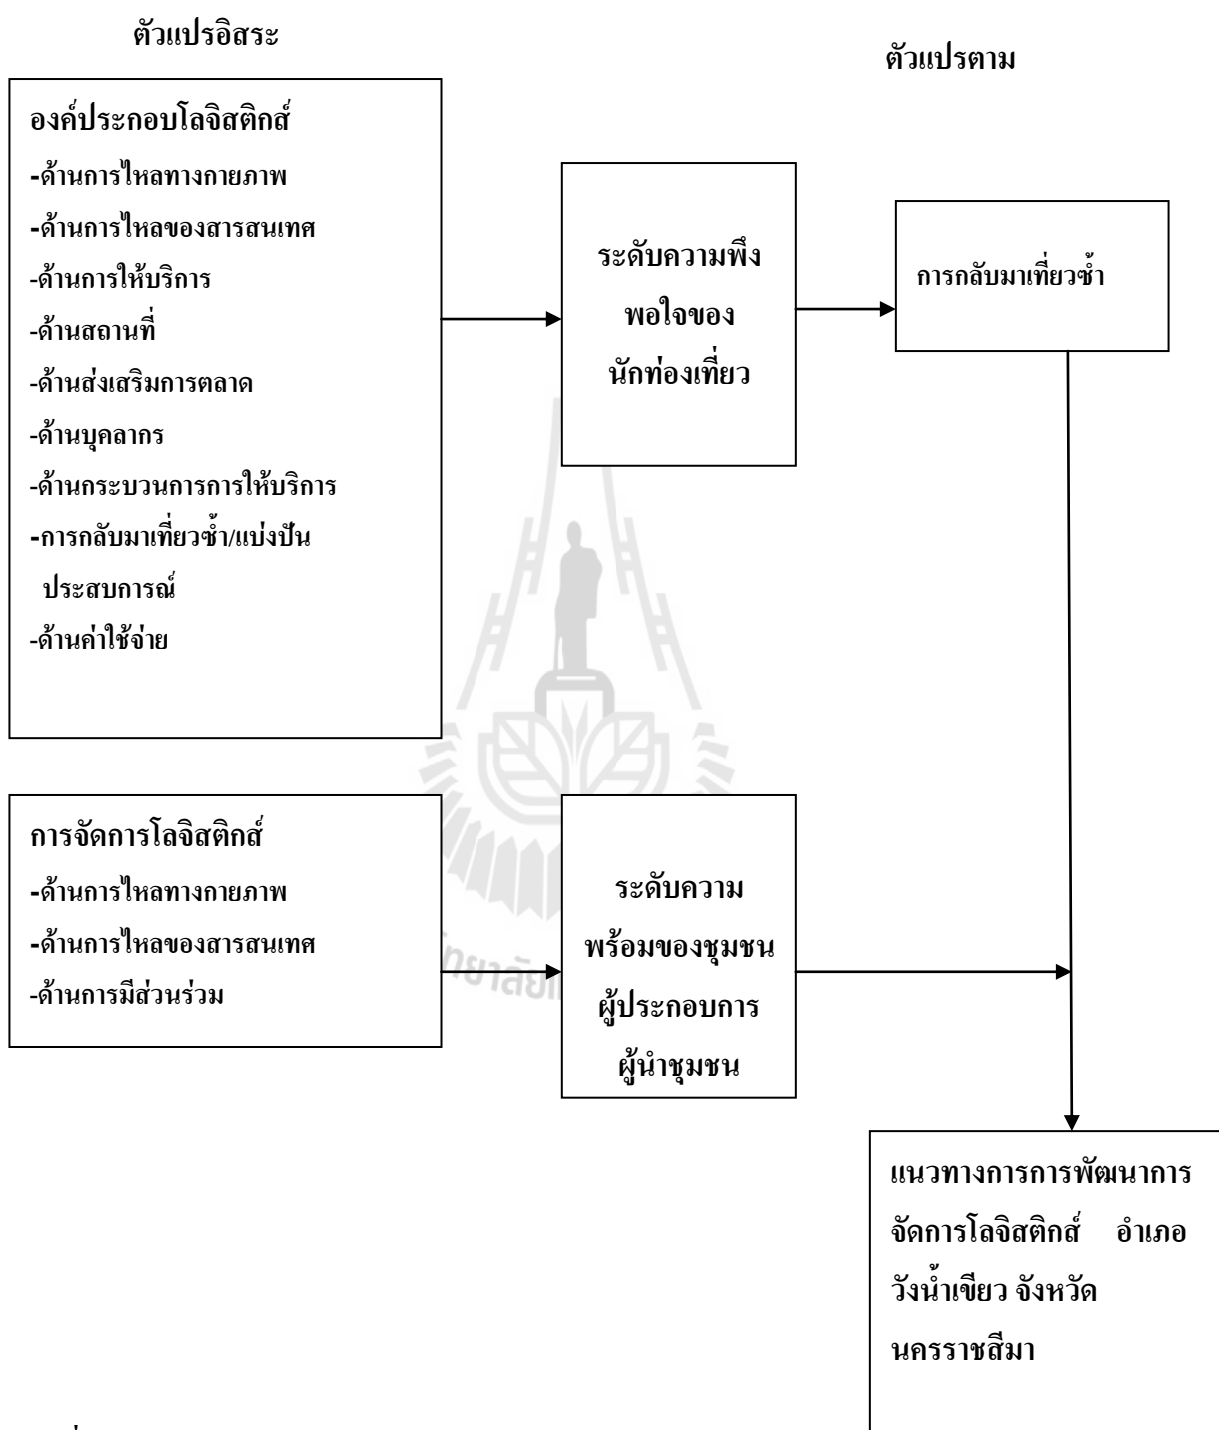 ตัวแปรอิสระ
ตัวแปรตาม
องค์ประกอบโลจิสติกส์
-ด้านการไหลทางกายภาพ
-ด้านการไหลของสารสนเทศ
-ด้านการให้บริการ
-ด้านสถานที่
-ด้านส่งเสริมการตลาด
-ด้านบุคลากร
-ด้านกระบวนการการให้บริการ
-การกลับมาเที่ยวซ้ำ/แบ่งปัน
ประสบการณ์
-ด้านค่าใช้จ่าย
ระดับความพึง
พอใจของ
นักท่องเที่ยว
การกลับมาเที่ยวซ้ำ
การจัดการโลจิสติกส์
-ด้านการไหลทางกายภาพ
-ด้านการไหลของสารสนเทศ
-ด้านการมีส่วนร่วม
ระดับความ
พร้อมของชุมชน
ผู้ประกอบการ
ผู้นำชุมชน
แนวทางการการพัฒนาการ
จัดการโลจิสติกส์ อำเภอ
วังน้ำเขียว จังหวัด
นครราชสีมา